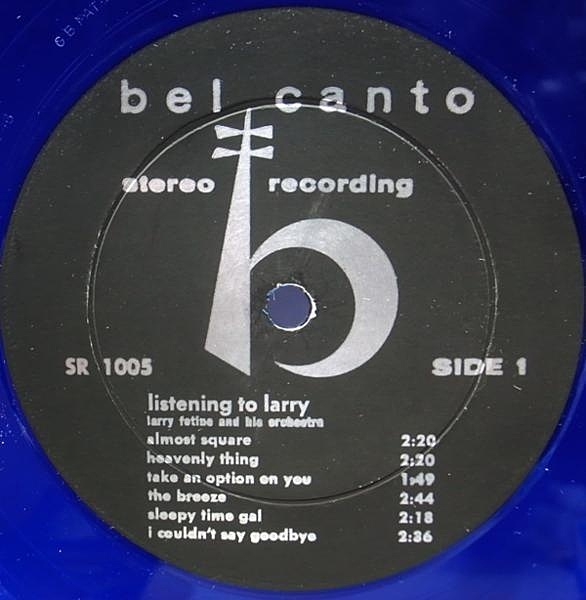 bel canto
stereo recording
SR 1005 SIDE 1
listening to larry
larry fotine and his orchestra
almost square 2:20
heavenly thing 2:20
take an option on you 1:49
the breeze 2:44
sleepy time gal 2:18
i couldn't say goodbye 2:36